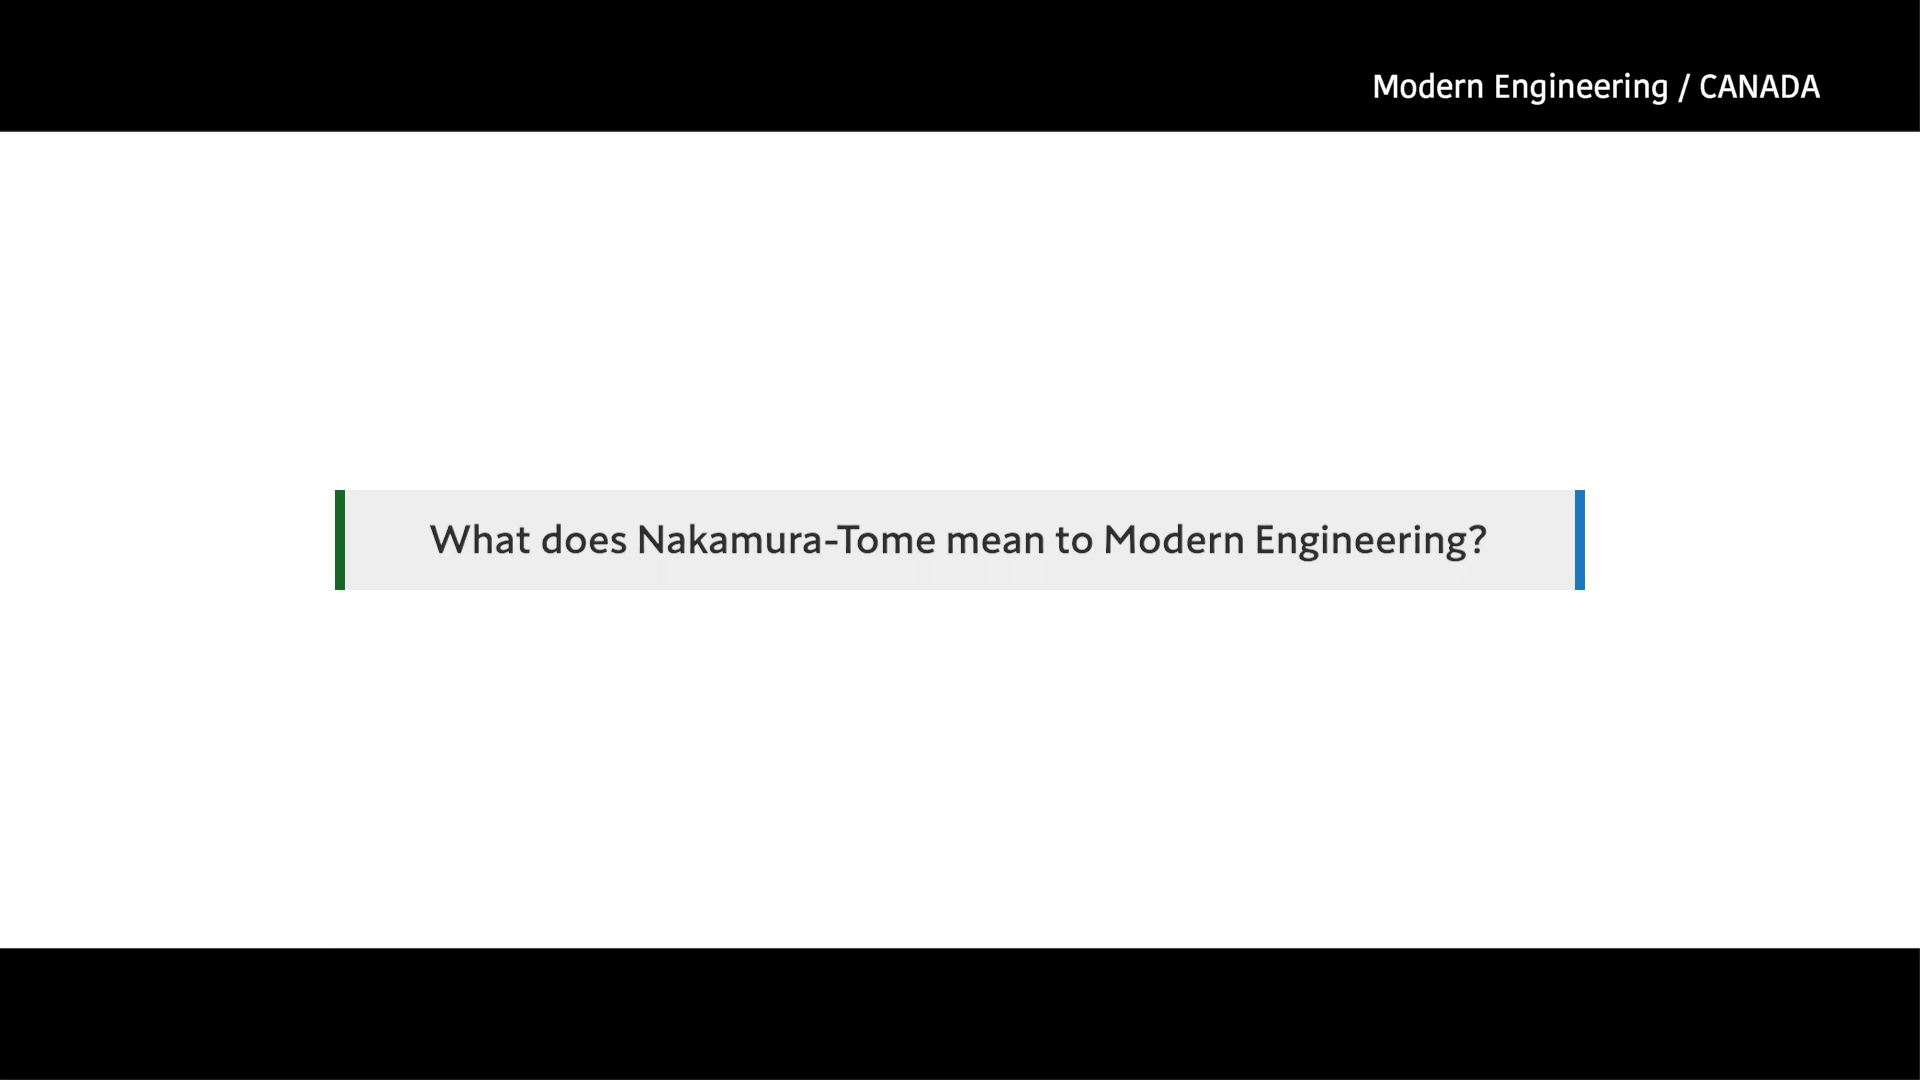 Modern Engineering / CANADA
What does Nakamura-Tome mean to Modern Engineering?